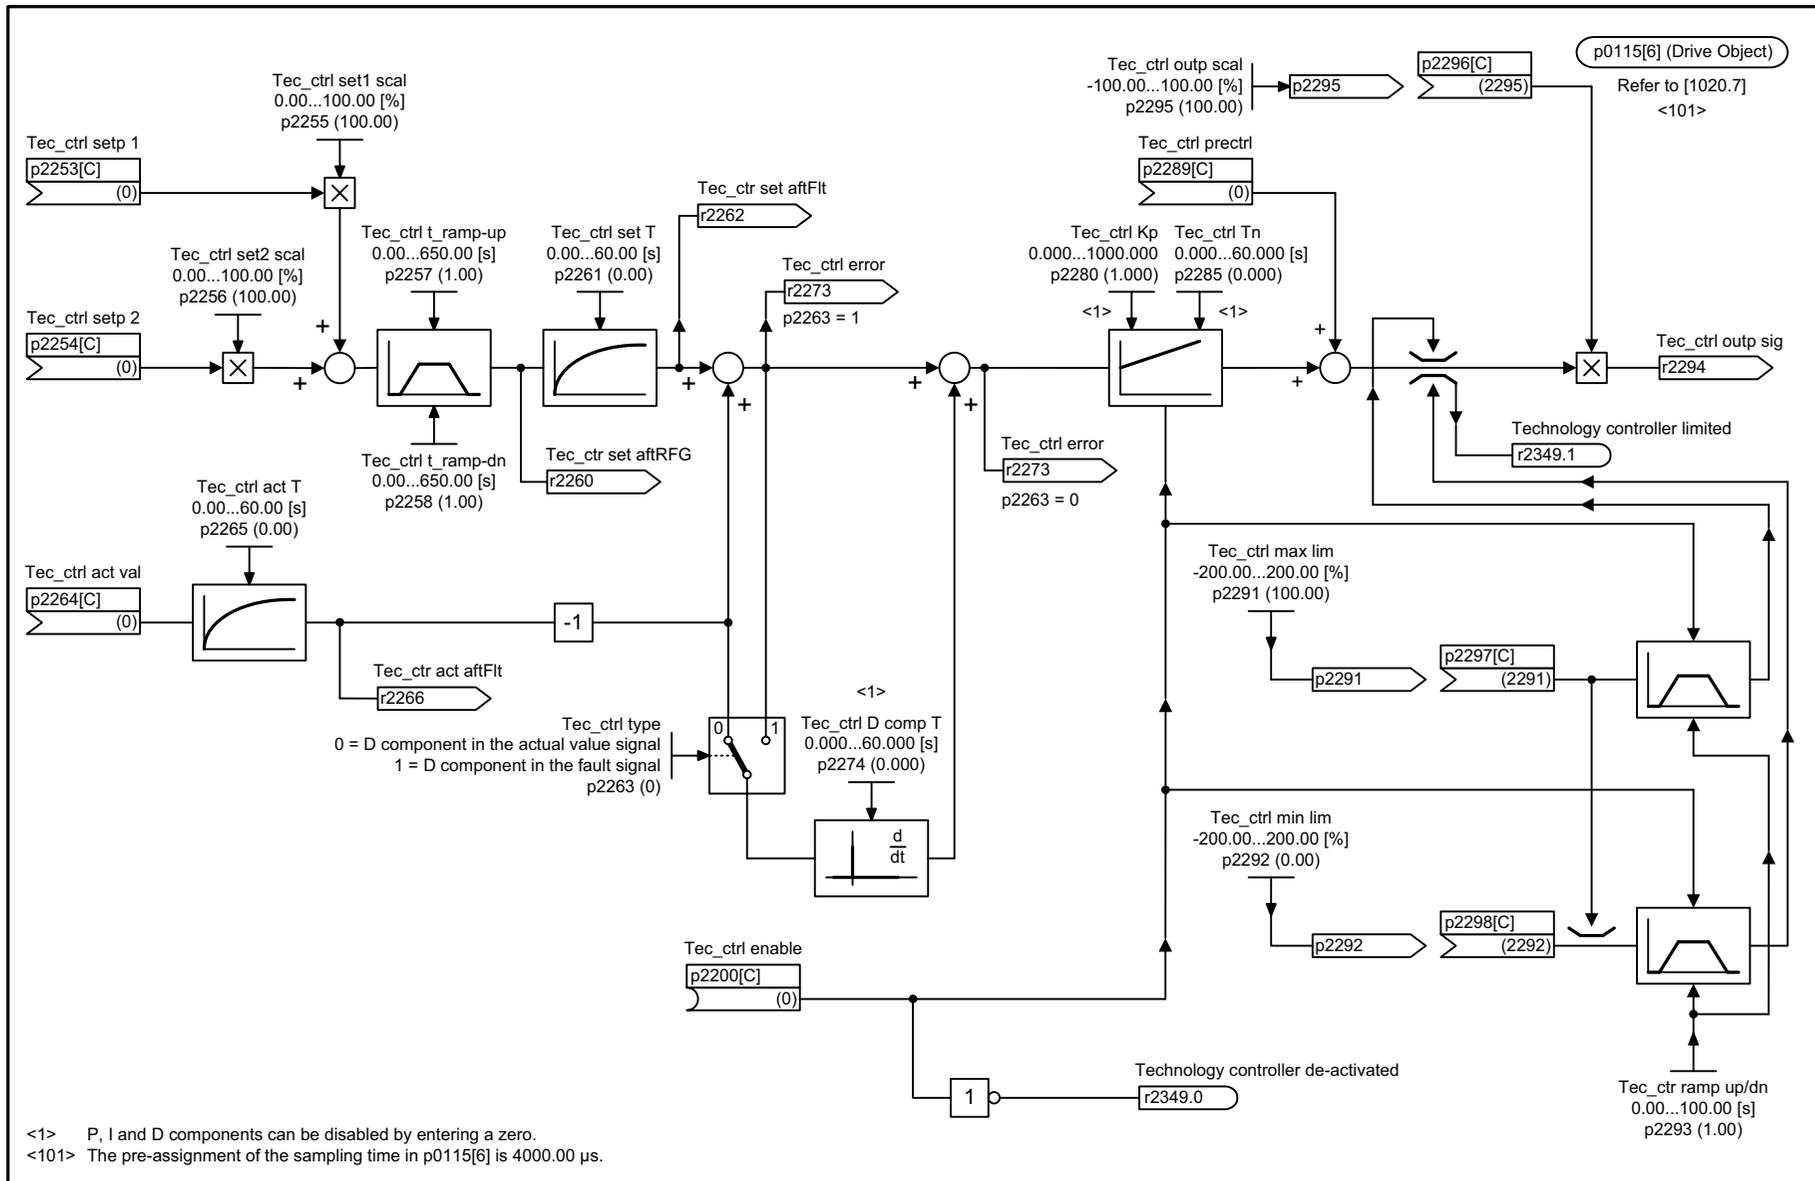 p0115[6] (Drive Object)
Refer to [1020.7]
<101>
Tec_ctrl outp scal
-100.00...100.00 [%]
p2295 (100.00)
p2295
p2296[C]
(2295)
Tec_ctrl set1 scal
0.00...100.00 [%]
p2255 (100.00)
Tec_ctrl setp 1
p2253[C]
(0)
Tec_ctrl prectrl
p2289[C]
(0)
Tec_ctr set aftFlt
r2262
Tec_ctrl set2 scal
0.00...100.00 [%]
p2256 (100.00)
Tec_ctrl t_ramp-up
0.00...650.00 [s]
p2257 (1.00)
Tec_ctrl set T
0.00...60.00 [s]
p2261 (0.00)
Tec_ctrl error
r2273
p2263 = 1
Tec_ctrl Kp
0.000...1000.000
p2280 (1.000)
<1>
Tec_ctrl Tn
0.000...60.000 [s]
p2285 (0.000)
<1>
Tec_ctrl setp 2
p2254[C]
(0)
+
+
+
+
+
+
+
+
Tec_ctrl outp sig
r2294
Tec_ctrl t_ramp-dn
0.00...650.00 [s]
p2258 (1.00)
Tec_ctr set aftRFG
r2260
Tec_ctrl error
r2273
p2263 = 0
Technology controller limited
r2349.1
Tec_ctrl act T
0.00...60.00 [s]
p2265 (0.00)
Tec_ctrl act val
p2264[C]
(0)
-1
Tec_ctr act aftFlt
r2266
Tec_ctrl max lim
-200.00...200.00 [%]
p2291 (100.00)
p2291
p2297[C]
(2291)
Tec_ctrl type
0 = D component in the actual value signal
1 = D component in the fault signal
p2263 (0)
0 1
<1>
Tec_ctrl D comp T
0.000...60.000 [s]
p2274 (0.000)
d
dt
Tec_ctrl min lim
-200.00...200.00 [%]
p2292 (0.00)
p2292
p2298[C]
(2292)
Tec_ctrl enable
p2200[C]
(0)
1
Technology controller de-activated
r2349.0
Tec_ctr ramp up/dn
0.00...100.00 [s]
p2293 (1.00)
<1> P, I and D components can be disabled by entering a zero.
<101> The pre-assignment of the sampling time in p0115[6] is 4000.00 µs.